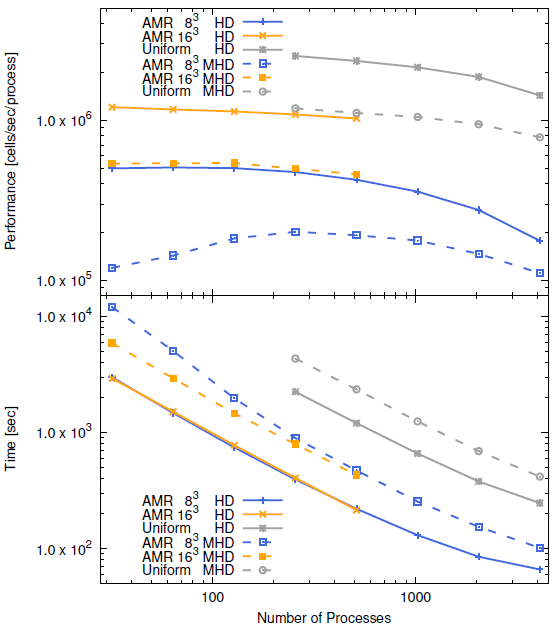 AMR 8³ HD
AMR 16³ HD
Uniform HD
AMR 8³ MHD
AMR 16³ MHD
Uniform MHD
Performance [cells/sec/process]
1.0 x 10⁶
1.0 x 10⁵
1.0 x 10⁴
1.0 x 10³
1.0 x 10²
Time [sec]
AMR 8³ HD
AMR 16³ HD
Uniform HD
AMR 8³ MHD
AMR 16³ MHD
Uniform MHD
100 1000
Number of Processes